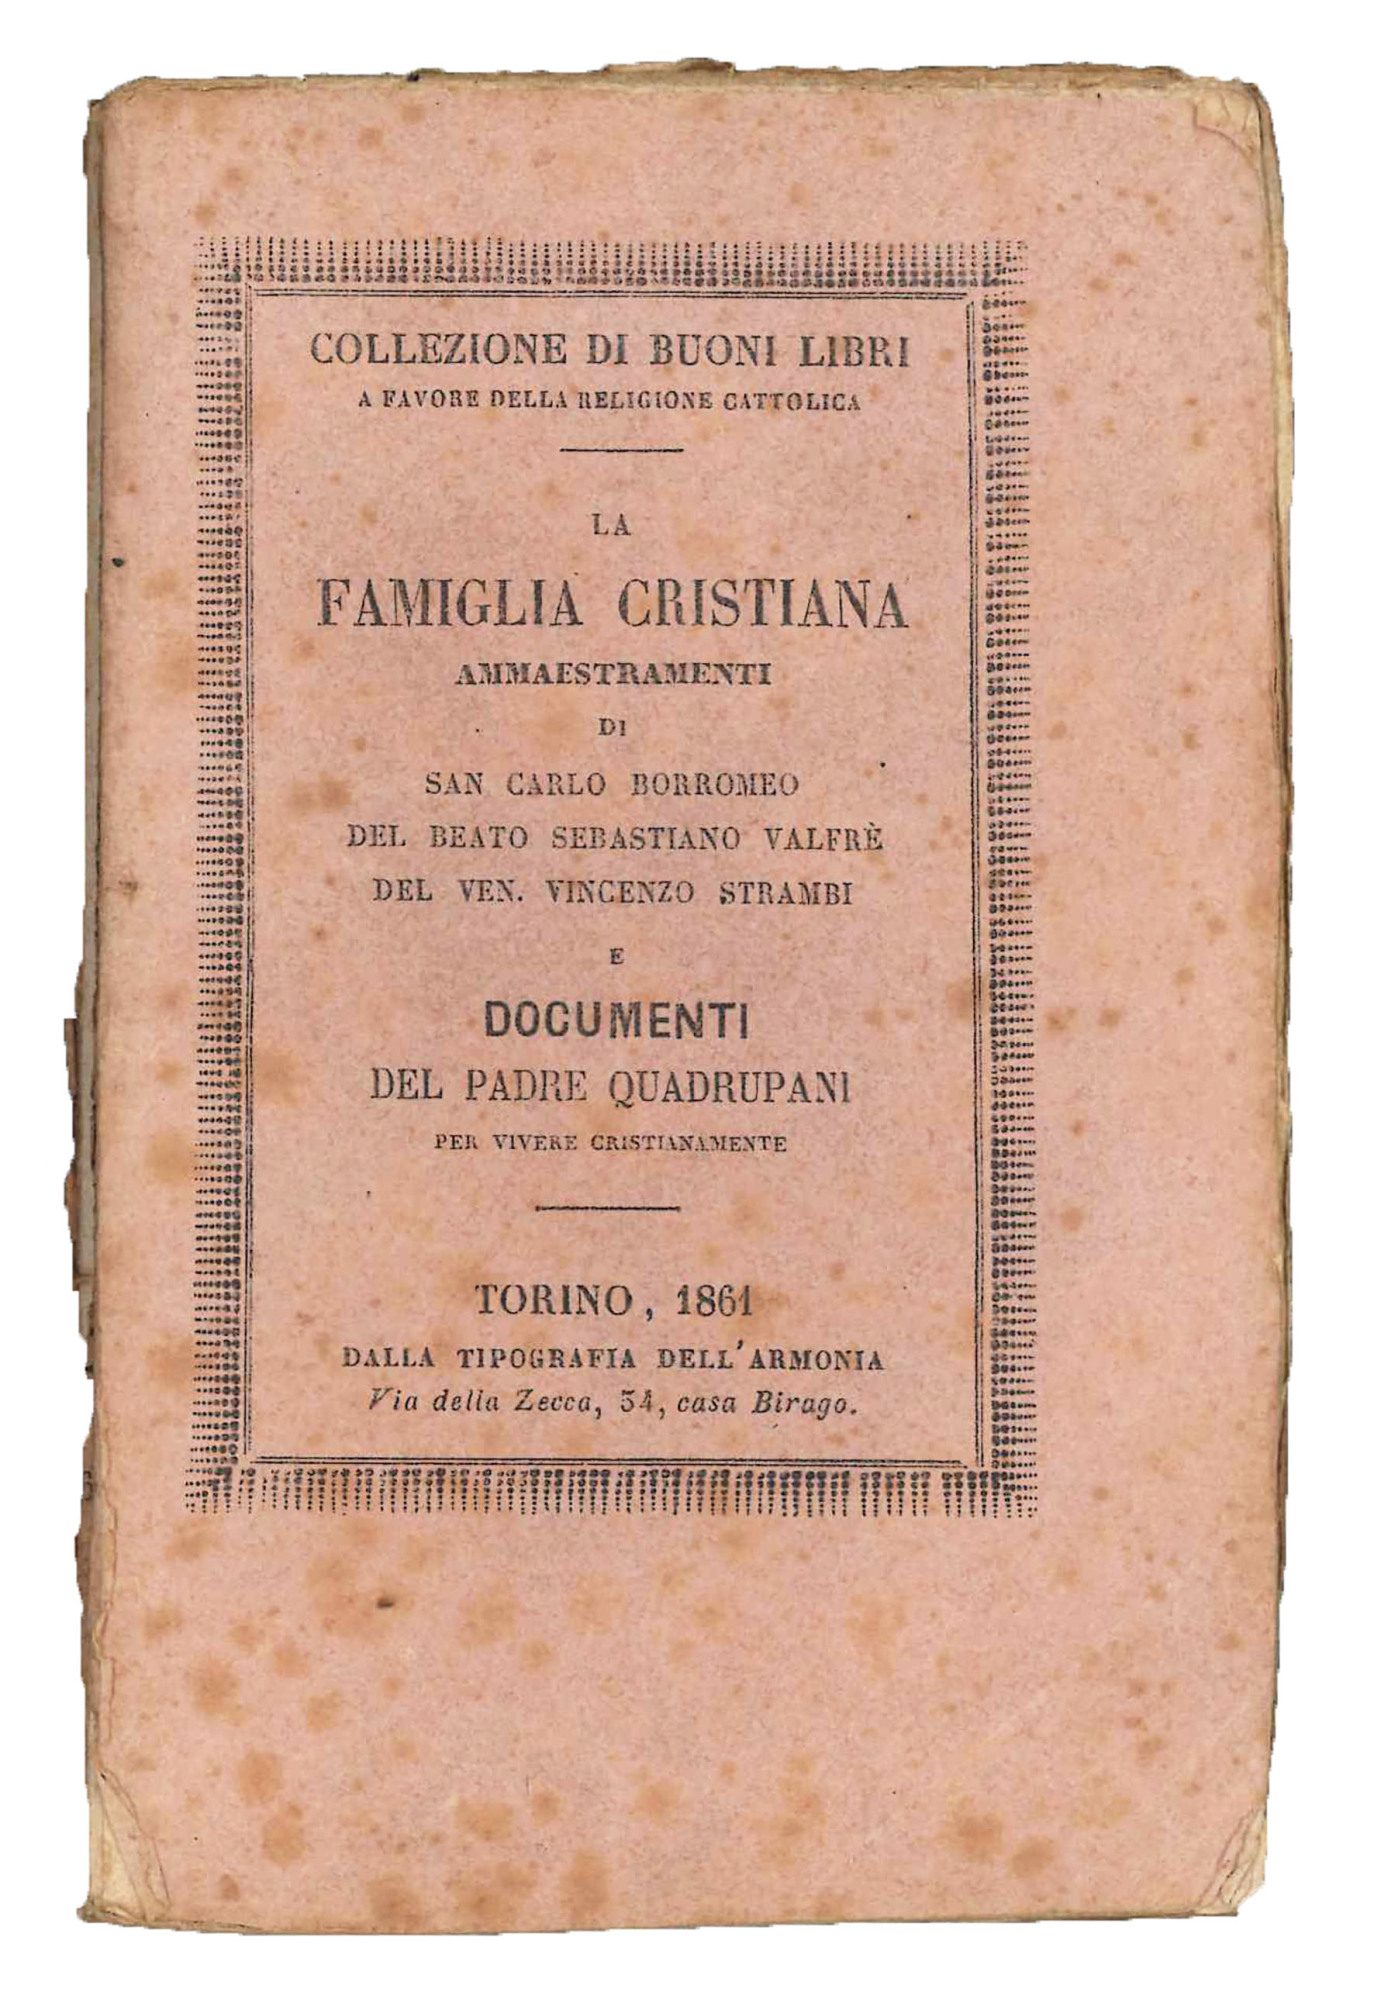 COLLEZIONE DI BUONI LIBRI
A FAVORE DELLA RELIGIONE CATTOLICA
LA
FAMIGLIA CRISTIANA
AMMAESTRAMENTI
DI
SAN CARLO BORROMEO
DEL BEATO SEBASTIANO VALFRÈ
DEL VEN. VINCENZO STRAMBI
E
DOCUMENTI
DEL PADRE QUADRUPANI
PER VIVERE CRISTIANAMENTE
TORINO, 1861
DALLA TIPOGRAFIA DELL'ARMONIA
Via della Zecca, 34, casa Birago.